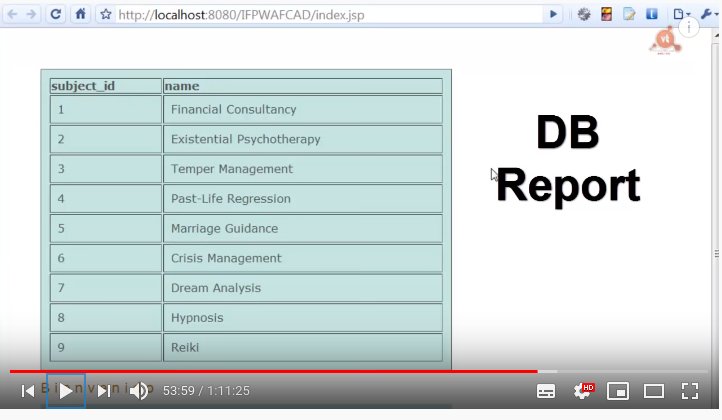 http://localhost:8080/IFPWAFCAD/index.jsp
vt
i
subject_id name
1 Financial Consultancy
2 Existential Psychotherapy
3 Temper Management
4 Past-Life Regression
5 Marriage Guidance
6 Crisis Management
7 Dream Analysis
8 Hypnosis
9 Reiki
DB
Report
Bienvenido
53:59 / 1:11:25
HD